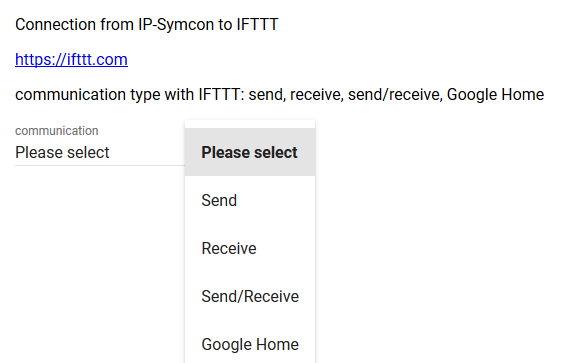 Connection from IP-Symcon to IFTTT
https://ifttt.com
communication type with IFTTT: send, receive, send/receive, Google Home
communication
Please select
Please select
Send
Receive
Send/Receive
Google Home